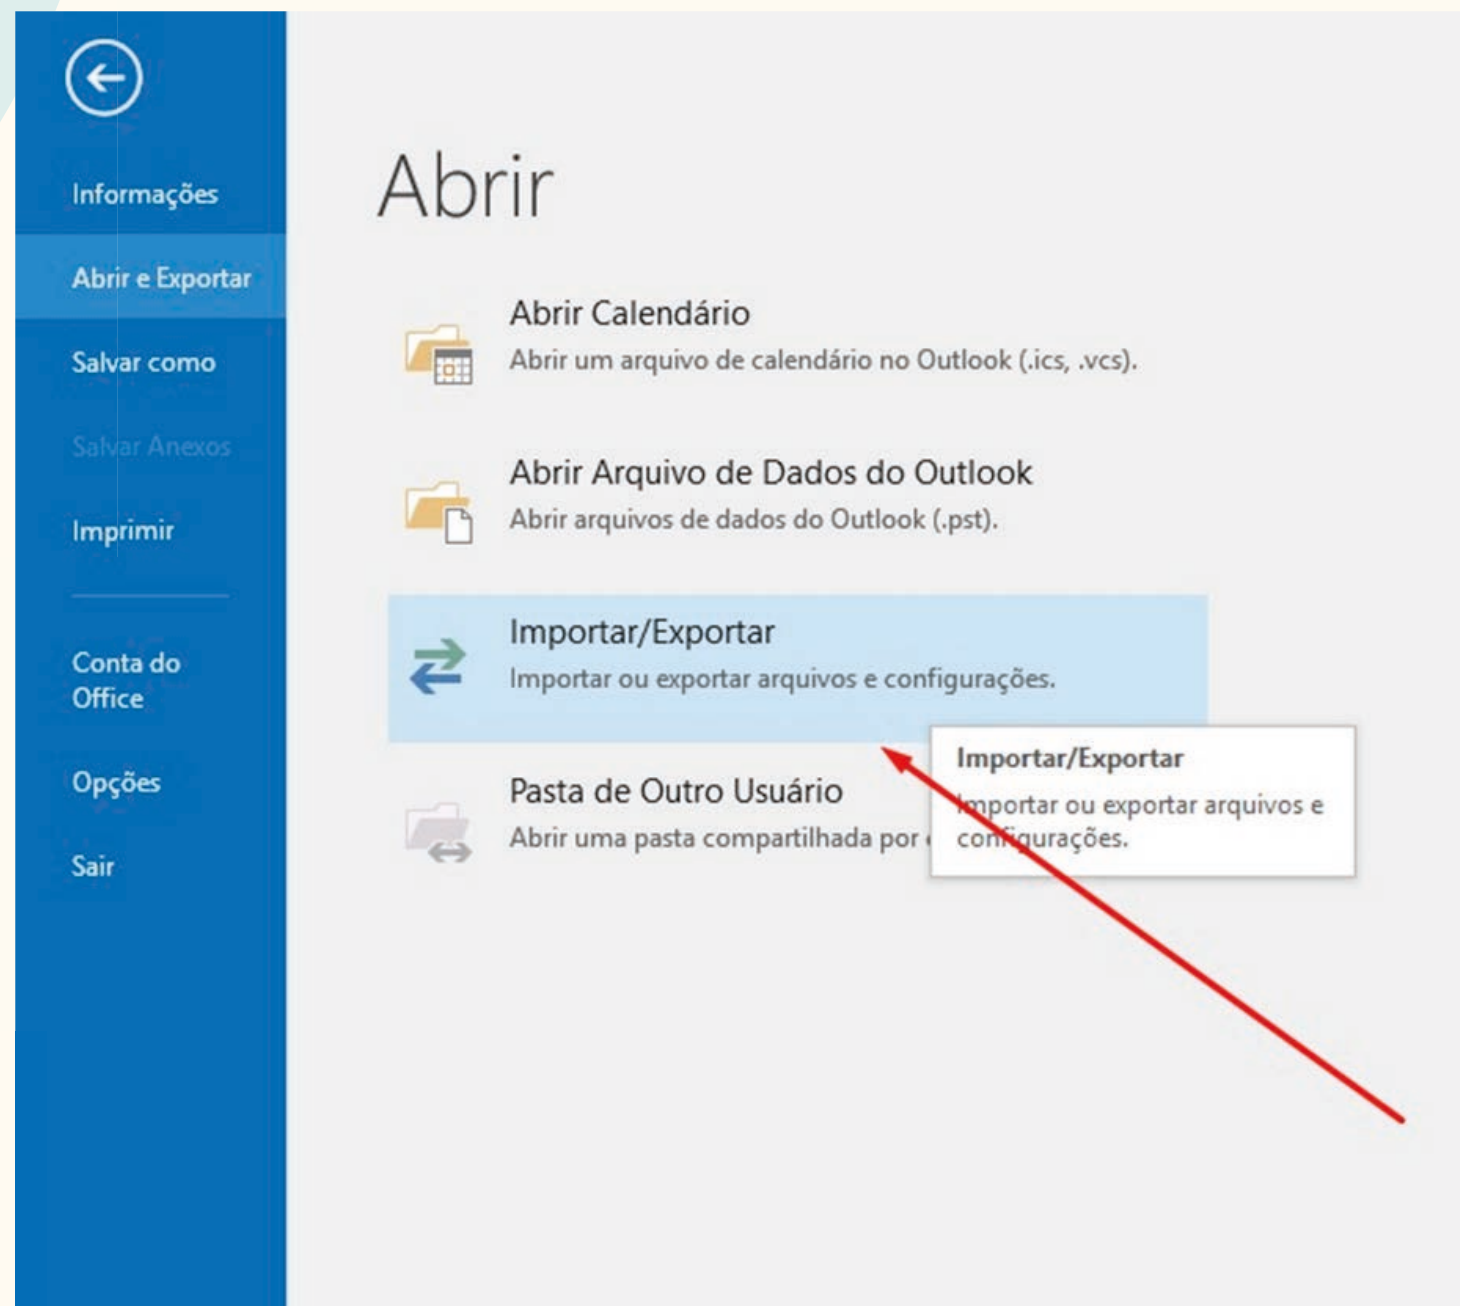 Informações
Abrir e Exportar
Salvar como
Salvar Anexos
Imprimir
Conta do
Office
Opções
Sair
Abrir
Abrir Calendário
Abrir um arquivo de calendário no Outlook (.ics, .vcs).
Abrir Arquivo de Dados do Outlook
Abrir arquivos de dados do Outlook (.pst).
Importar/Exportar
Importar ou exportar arquivos e configurações.
Pasta de Outro Usuário
Abrir uma pasta compartilhada por
Importar/Exportar
Importar ou exportar arquivos e
configurações.